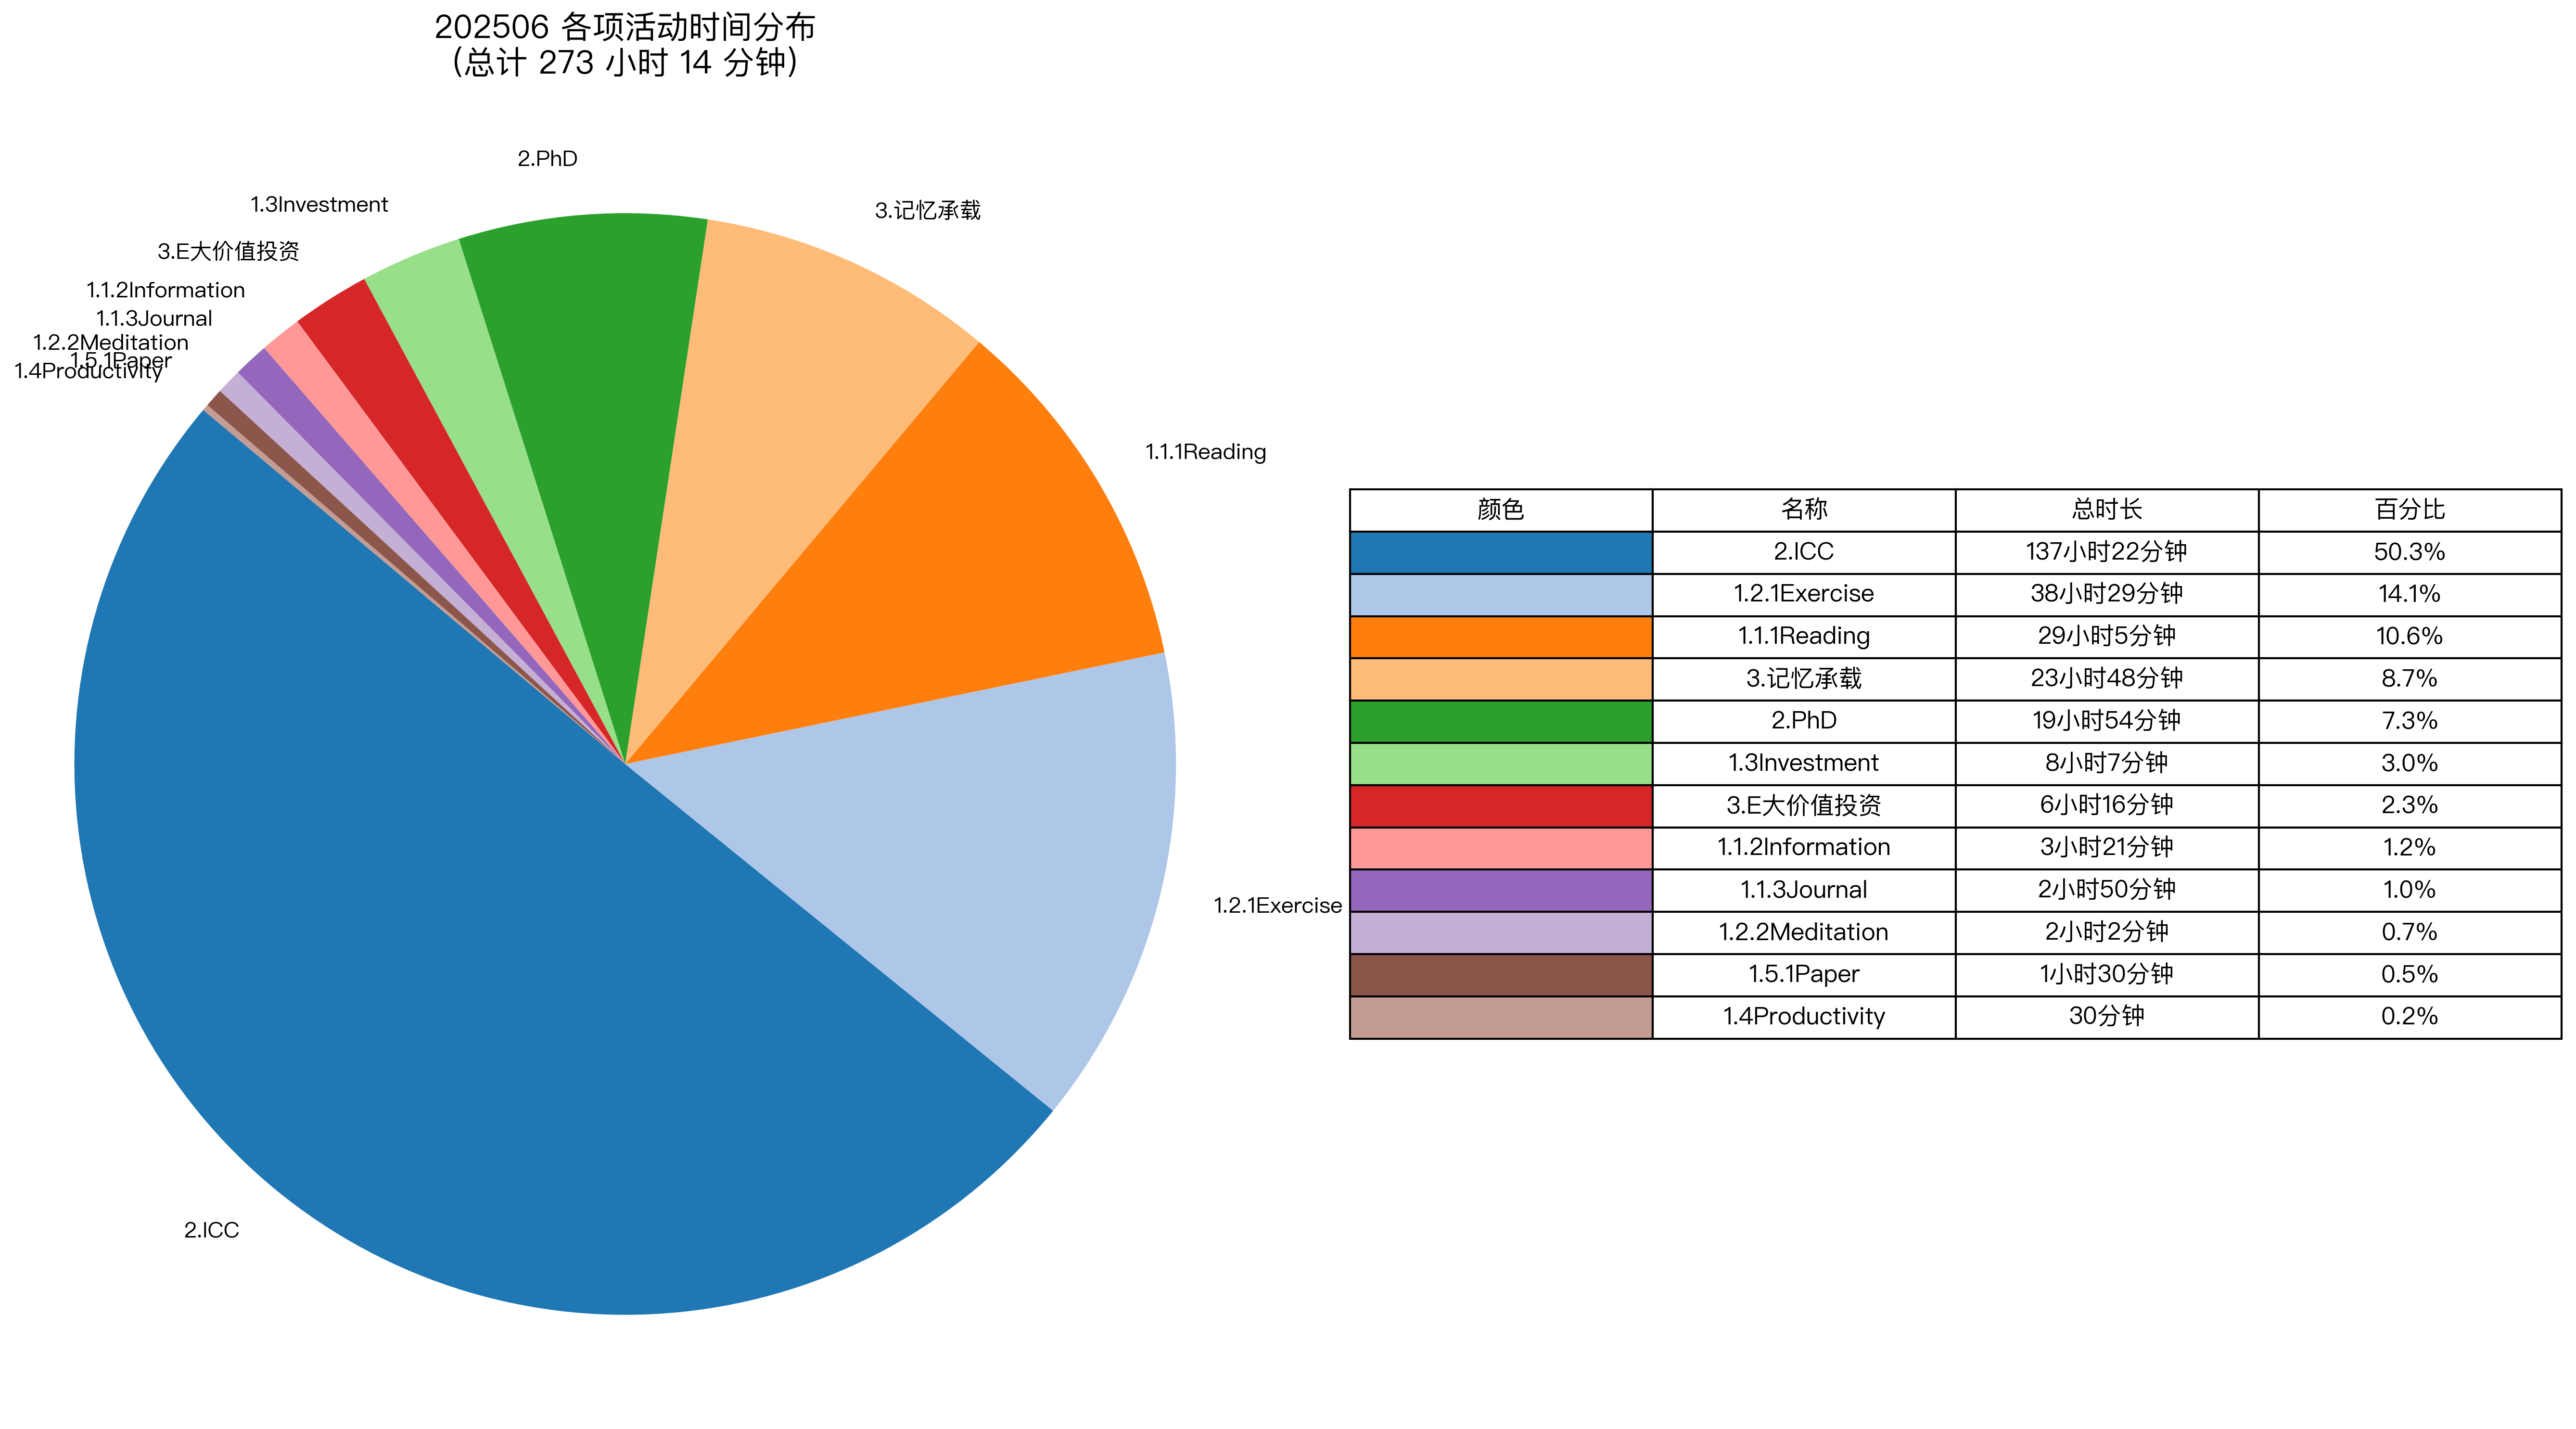 202506 各项活动时间分布
(总计 273 小时 14 分钟)
2.PhD
1.3Investment
3.记忆承载
3.E大价值投资
1.1.2Information
1.1.3Journal
1.2.2Meditation
1.5.1Paper
1.4Productivity
1.1.1Reading
1.2.1Exercise
2.ICC
颜色 名称 总时长 百分比
2.ICC 137小时22分钟 50.3%
1.2.1Exercise 38小时29分钟 14.1%
1.1.1Reading 29小时5分钟 10.6%
3.记忆承载 23小时48分钟 8.7%
2.PhD 19小时54分钟 7.3%
1.3Investment 8小时7分钟 3.0%
3.E大价值投资 6小时16分钟 2.3%
1.1.2Information 3小时21分钟 1.2%
1.1.3Journal 2小时50分钟 1.0%
1.2.2Meditation 2小时2分钟 0.7%
1.5.1Paper 1小时30分钟 0.5%
1.4Productivity 30分钟 0.2%